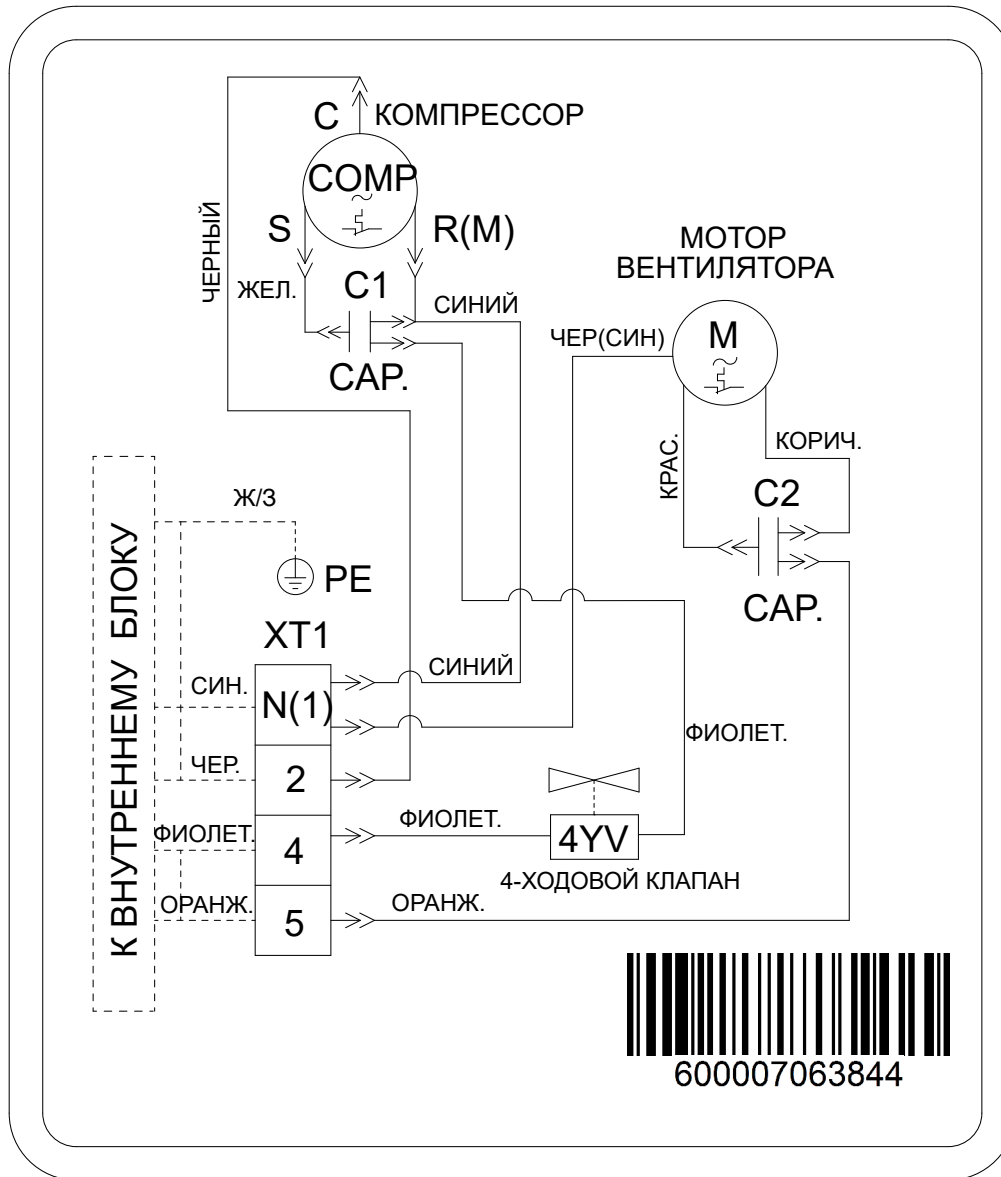 C
КОМПРЕССОР
COMP
S
R(M)
ЧЕРНЫЙ
ЖЕЛ.
C1
СИНИЙ
CAP.
МОТОР
ВЕНТИЛЯТОРА
ЧЕР(СИН)
M
КРАС.
КОРИЧ.
C2
CAP.
К ВНУТРЕННЕМУ БЛОКУ
Ж/З
PE
XT1
СИНИЙ
СИН.
N(1)
ЧЕР.
2
ФИОЛЕТ.
ФИОЛЕТ.
4
ФИОЛЕТ.
4YV
4-ХОДОВОЙ КЛАПАН
ОРАНЖ.
5
ОРАНЖ.
600007063844